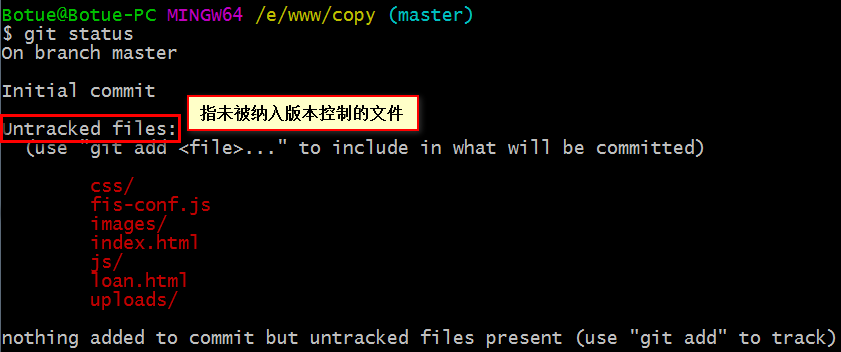 Botue@Botue-PC MINGW64 /e/www/copy (master)
$ git status
On branch master
Initial commit
指未被纳入版本控制的文件
Untracked files:
(use "git add <file>..." to include in what will be committed)
css/
fis-conf.js
images/
index.html
js/
loan.html
uploads/
nothing added to commit but untracked files present (use "git add" to track)